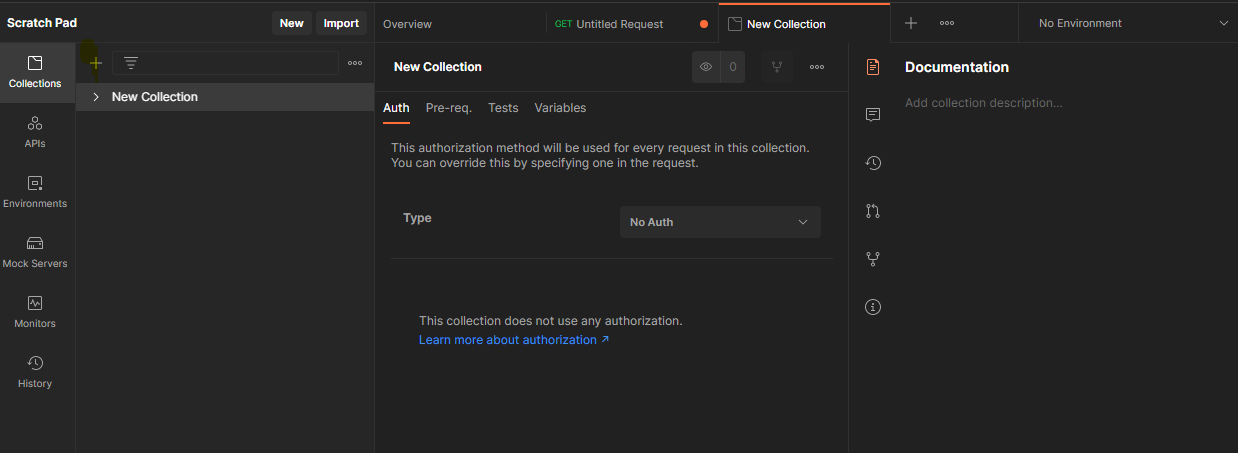 Scratch Pad
New
Import
Overview
GET Untitled Request
New Collection
No Environment
Collections
New Collection
APIs
Environments
Mock Servers
Monitors
History
New Collection
0
Auth
Pre-req.
Tests
Variables
This authorization method will be used for every request in this collection.
You can override this by specifying one in the request.
Type
No Auth
This collection does not use any authorization.
Learn more about authorization ↗
Documentation
Add collection description...